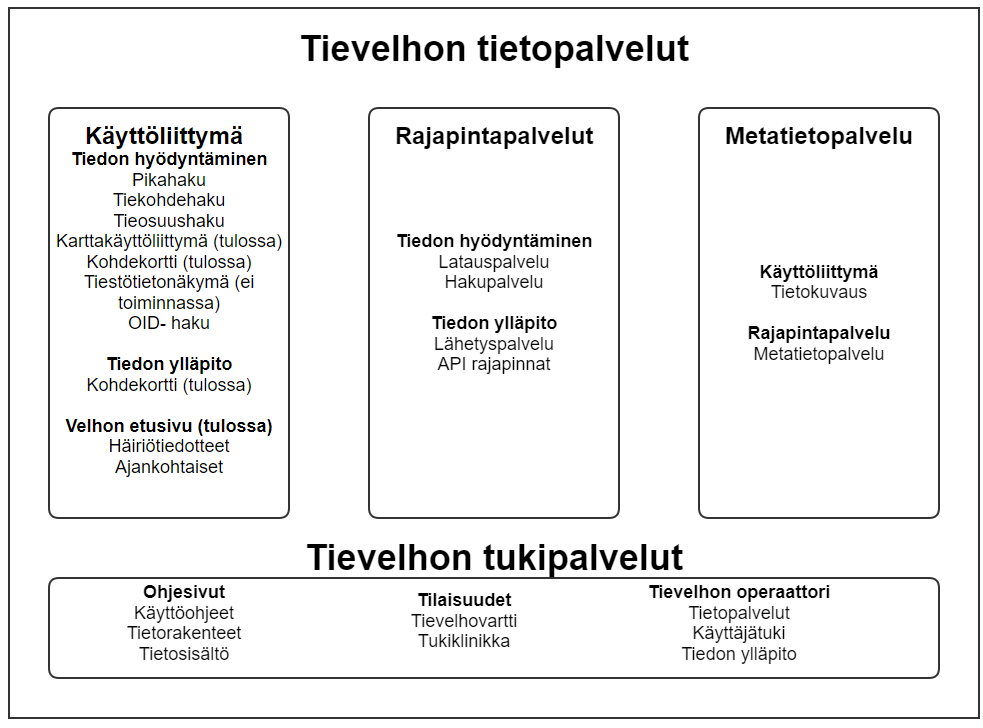 Tievelhon tietopalvelut
Käyttöliittymä
Tiedon hyödyntäminen
Pikahaku
Tiekohdehaku
Tieosuushaku
Karttakäyttöliittymä (tulossa)
Kohdekortti (tulossa)
Tiestötietonäkymä (ei
toiminnassa)
OID- haku
Tiedon ylläpito
Kohdekortti (tulossa)
Velhon etusivu (tulossa)
Häiriötiedotteet
Ajankohtaiset
Rajapintapalvelut
Tiedon hyödyntäminen
Latauspalvelu
Hakupalvelu
Tiedon ylläpito
Lähetyspalvelu
API rajapinnat
Metatietopalvelu
Käyttöliittymä
Tietokuvaus
Rajapintapalvelu
Metatietopalvelu
Tievelhon tukipalvelut
Ohjesivut
Käyttöohjeet
Tietorakenteet
Tietosisältö
Tilaisuudet
Tievelhovartti
Tukiklinikka
Tievelhon operaattori
Tietopalvelut
Käyttäjätuki
Tiedon ylläpito